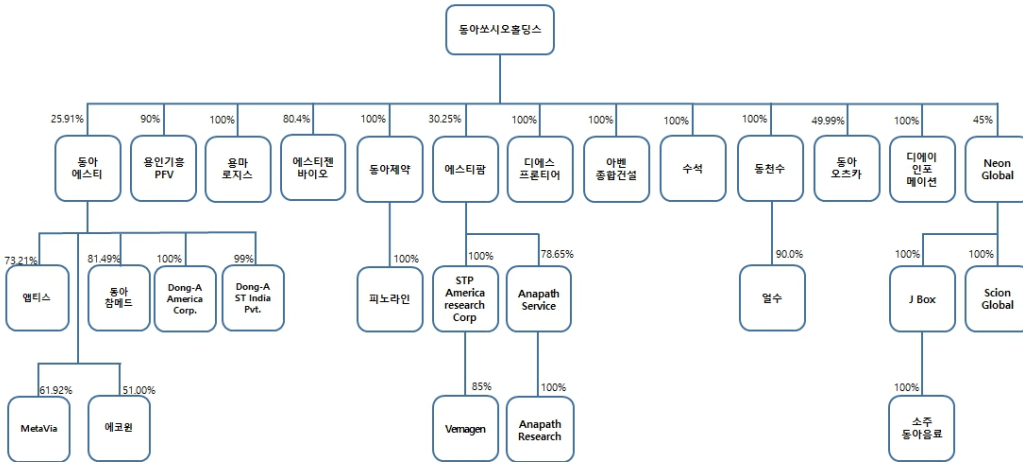 동아쏘시오홀딩스
25.91%
90%
100%
80.4%
100%
30.25%
100%
100%
100%
100%
49.99%
100%
45%
동아
에스티
용인기흥
PFV
용마
로지스
에스티젠
바이오
동아제약
에스티팜
디에스
프론티어
아벤
종합건설
수석
동천수
동아
오츠카
디에이
인포
메이션
Neon
Global
73.21%
81.49%
100%
99%
100%
100%
78.65%
90.0%
100%
100%
앱티스
동아
참메드
Dong-A
America
Corp.
Dong-A
ST India
Pvt.
피노라인
STP
America
research
Corp
Anapath
Service
얼수
J Box
Scion
Global
61.92%
51.00%
85%
100%
100%
MetaVia
에코윈
Vernagen
Anapath
Research
소주
동아음료